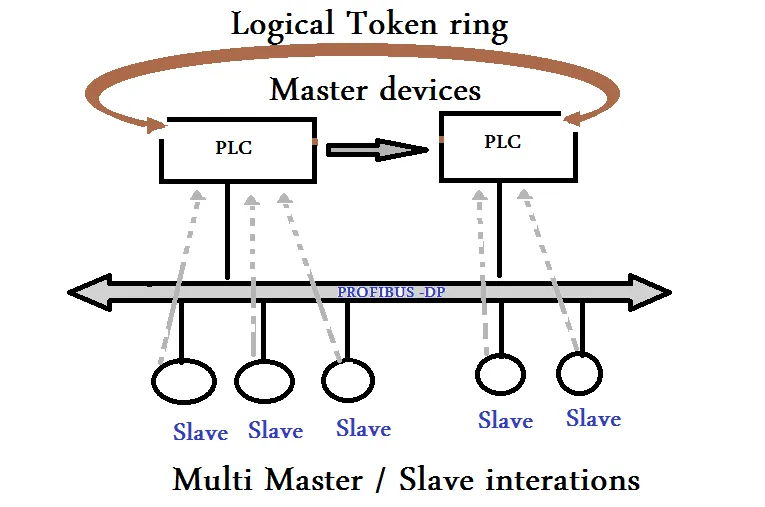 Logical Token ring
Master devices
PLC
PLC
PROFIBUS -DP
Slave
Slave
Slave
Slave
Slave
Multi Master / Slave interations